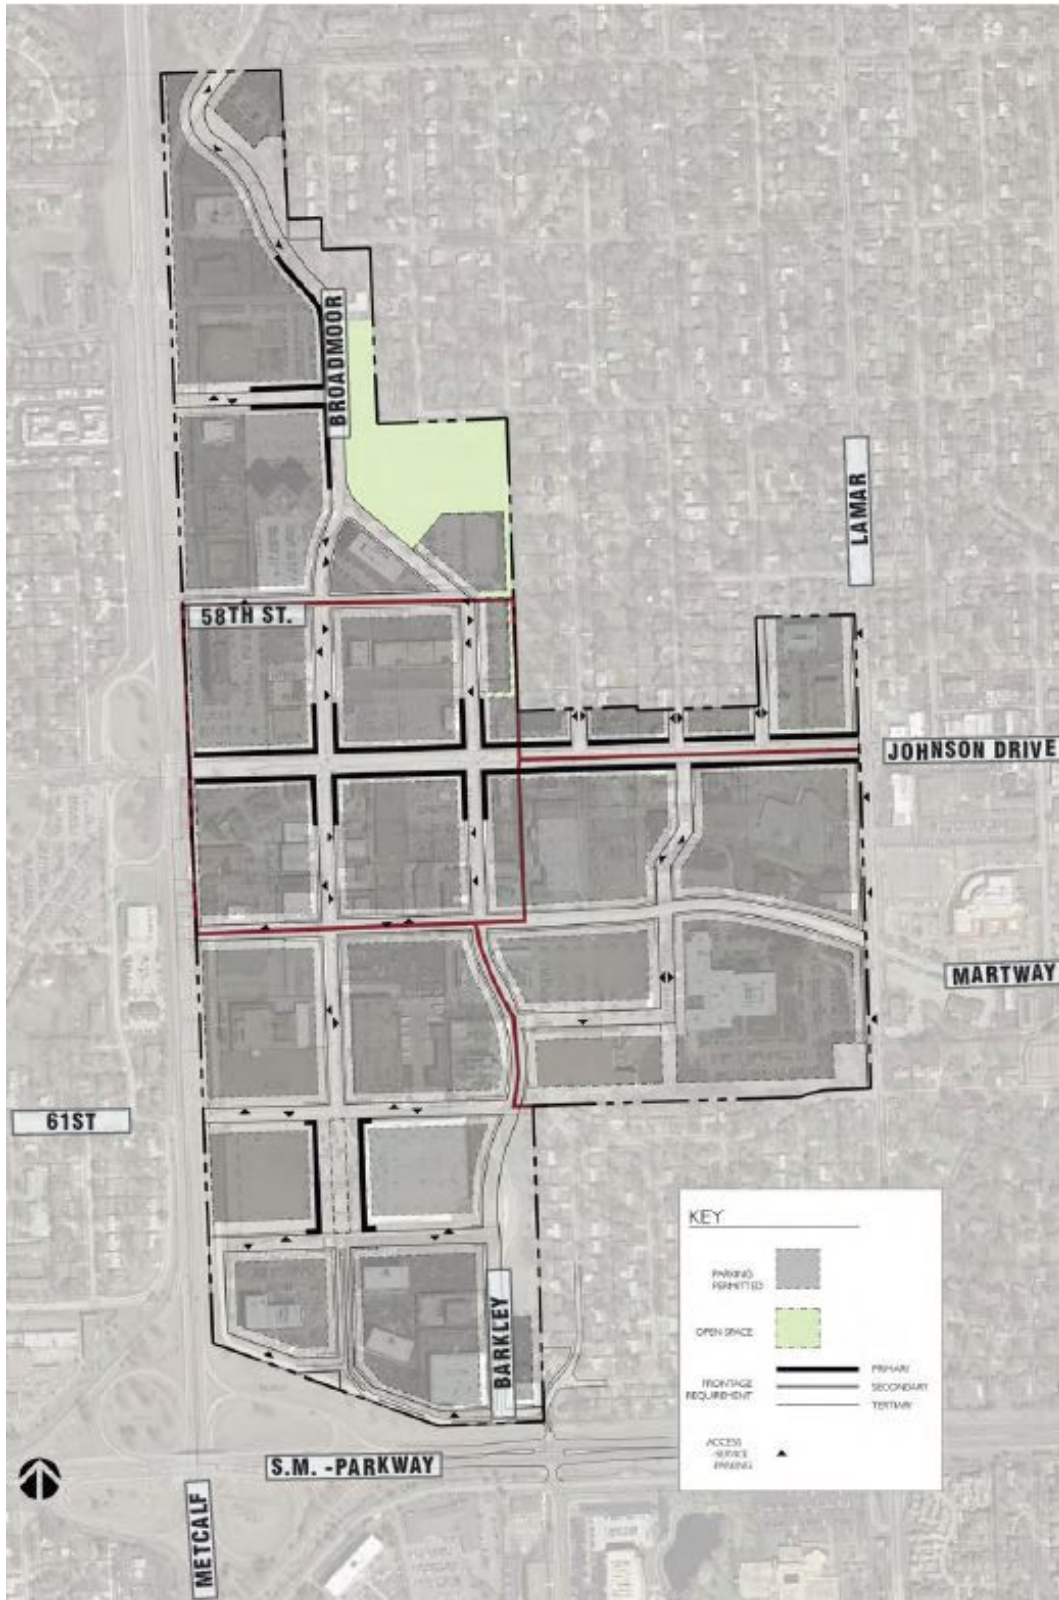 BROADMOOR
LAMAR
58TH ST.
JOHNSON DRIVE
MARTWAY
61ST
KEY
PARKING
PERMITTED
OPEN SPACE
FRONTAGE
REQUIREMENT
PRIMARY
SECONDARY
TERTIARY
ACCESS
-SERVICE
-PARKING
BARKLEY
S.M. -PARKWAY
METCALF